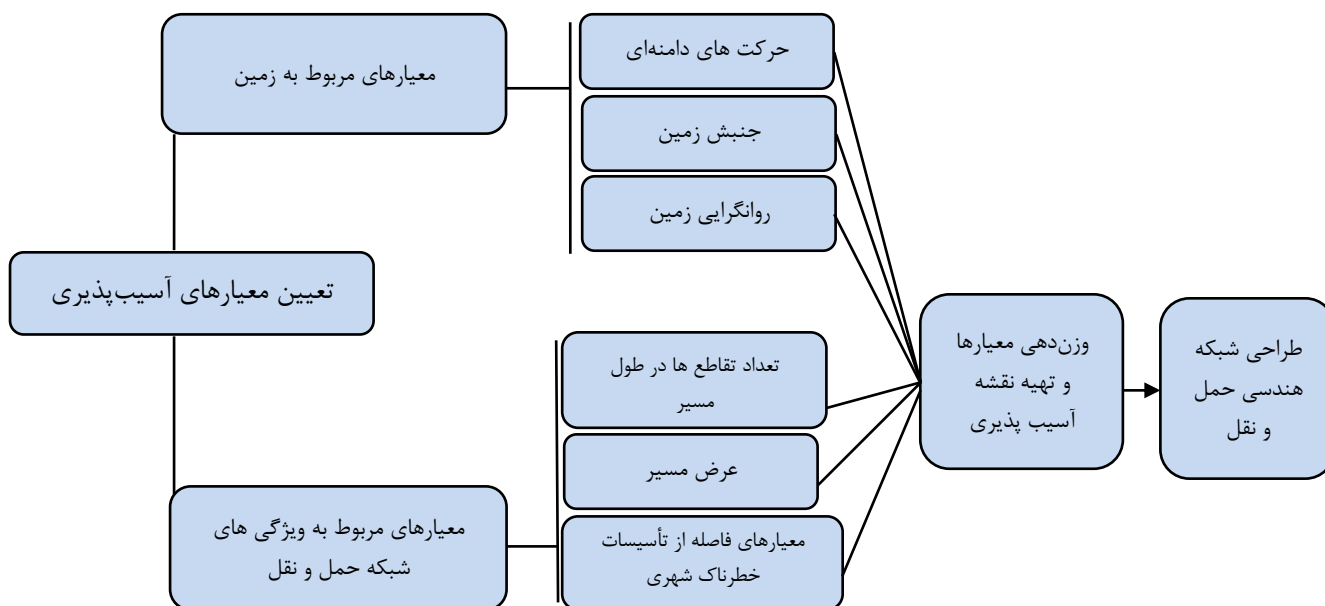 حرکت های دامنه‌ای
معیارهای مربوط به زمین
جنبش زمین
روانگرایی زمین
تعیین معیارهای آسیب‌پذیری
تعداد تقاطع ها در طول
مسیر
عرض مسیر
معیارهای مربوط به ویژگی های
شبکه حمل و نقل
معیارهای فاصله از تأسیسات
خطرناک شهری
وزن‌دهی معیارها
و تهیه نقشه
آسیب پذیری
طراحی شبکه
هندسی حمل
و نقل